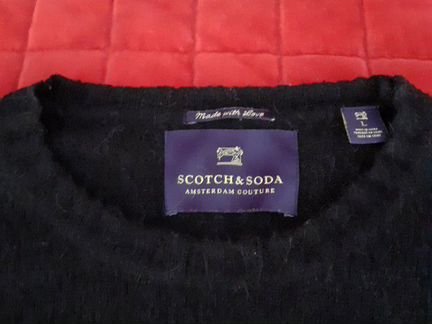 Made with Love
L
SCOTCH & SODA
AMSTERDAM COUTURE